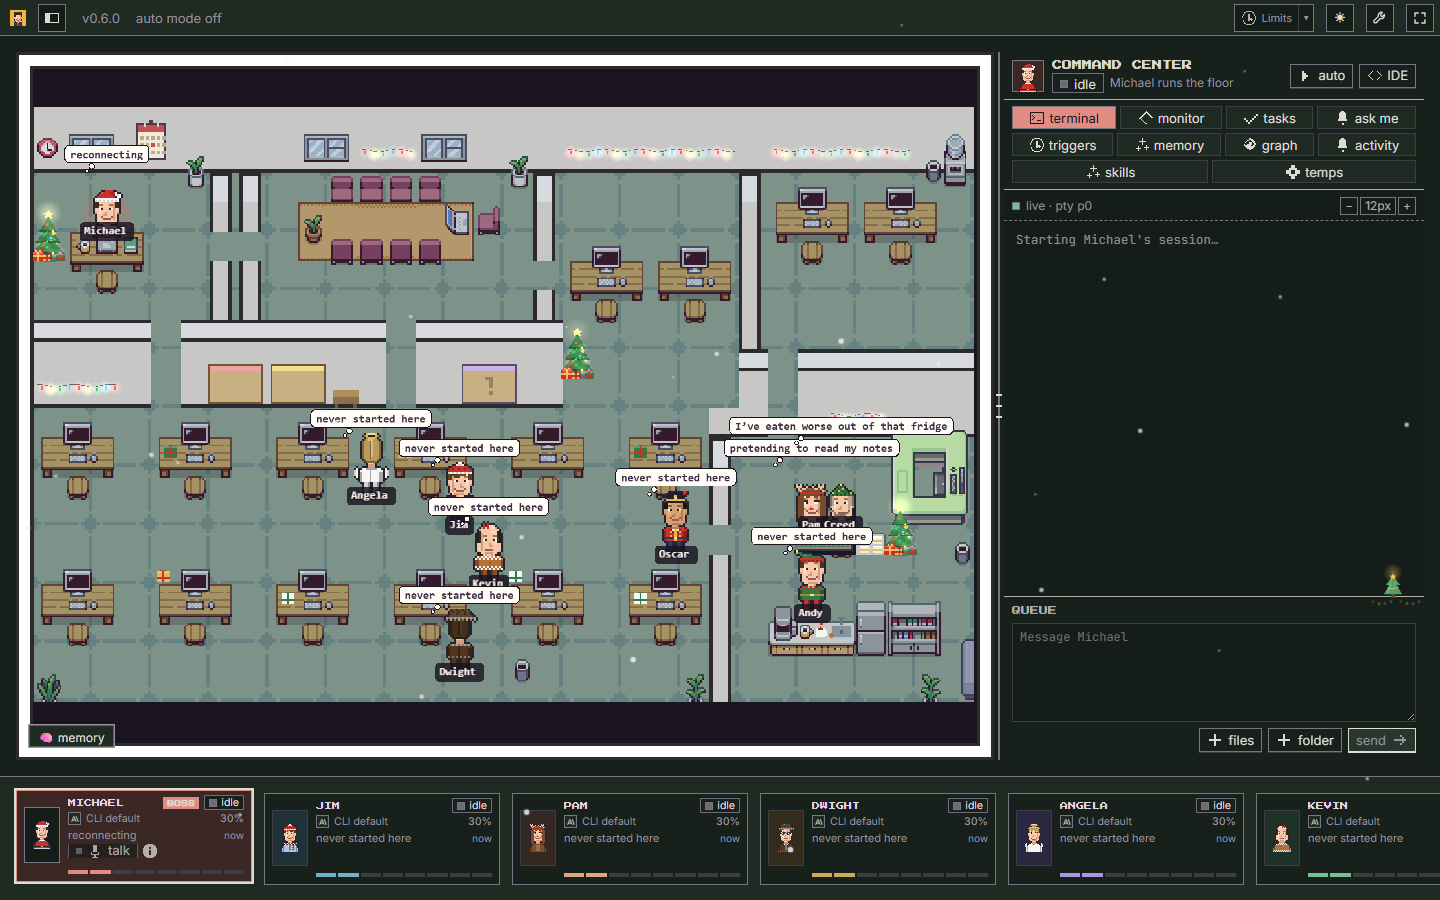 v0.6.0 auto mode off
Limits
COMMAND CENTER
idle Michael runs the floor
auto
<> IDE
terminal
monitor
tasks
ask me
triggers
memory
graph
activity
skills
temps
live · pty p0
− 12px +
Starting Michael's session…
reconnecting
Michael
never started here
never started here
never started here
never started here
never started here
I've eaten worse out of that fridge
pretending to read my notes
never started here
Angela
Jim
Kevin
Dwight
Oscar
Pam
Creed
Andy
memory
QUEUE
Message Michael
+ files
+ folder
send →
MICHAEL BOSS idle
CLI default 30%
reconnecting now
talk
JIM idle
CLI default 30%
never started here now
PAM idle
CLI default 30%
never started here now
DWIGHT idle
CLI default 30%
never started here now
ANGELA idle
CLI default 30%
never started here now
KEVIN
CLI default
never started here